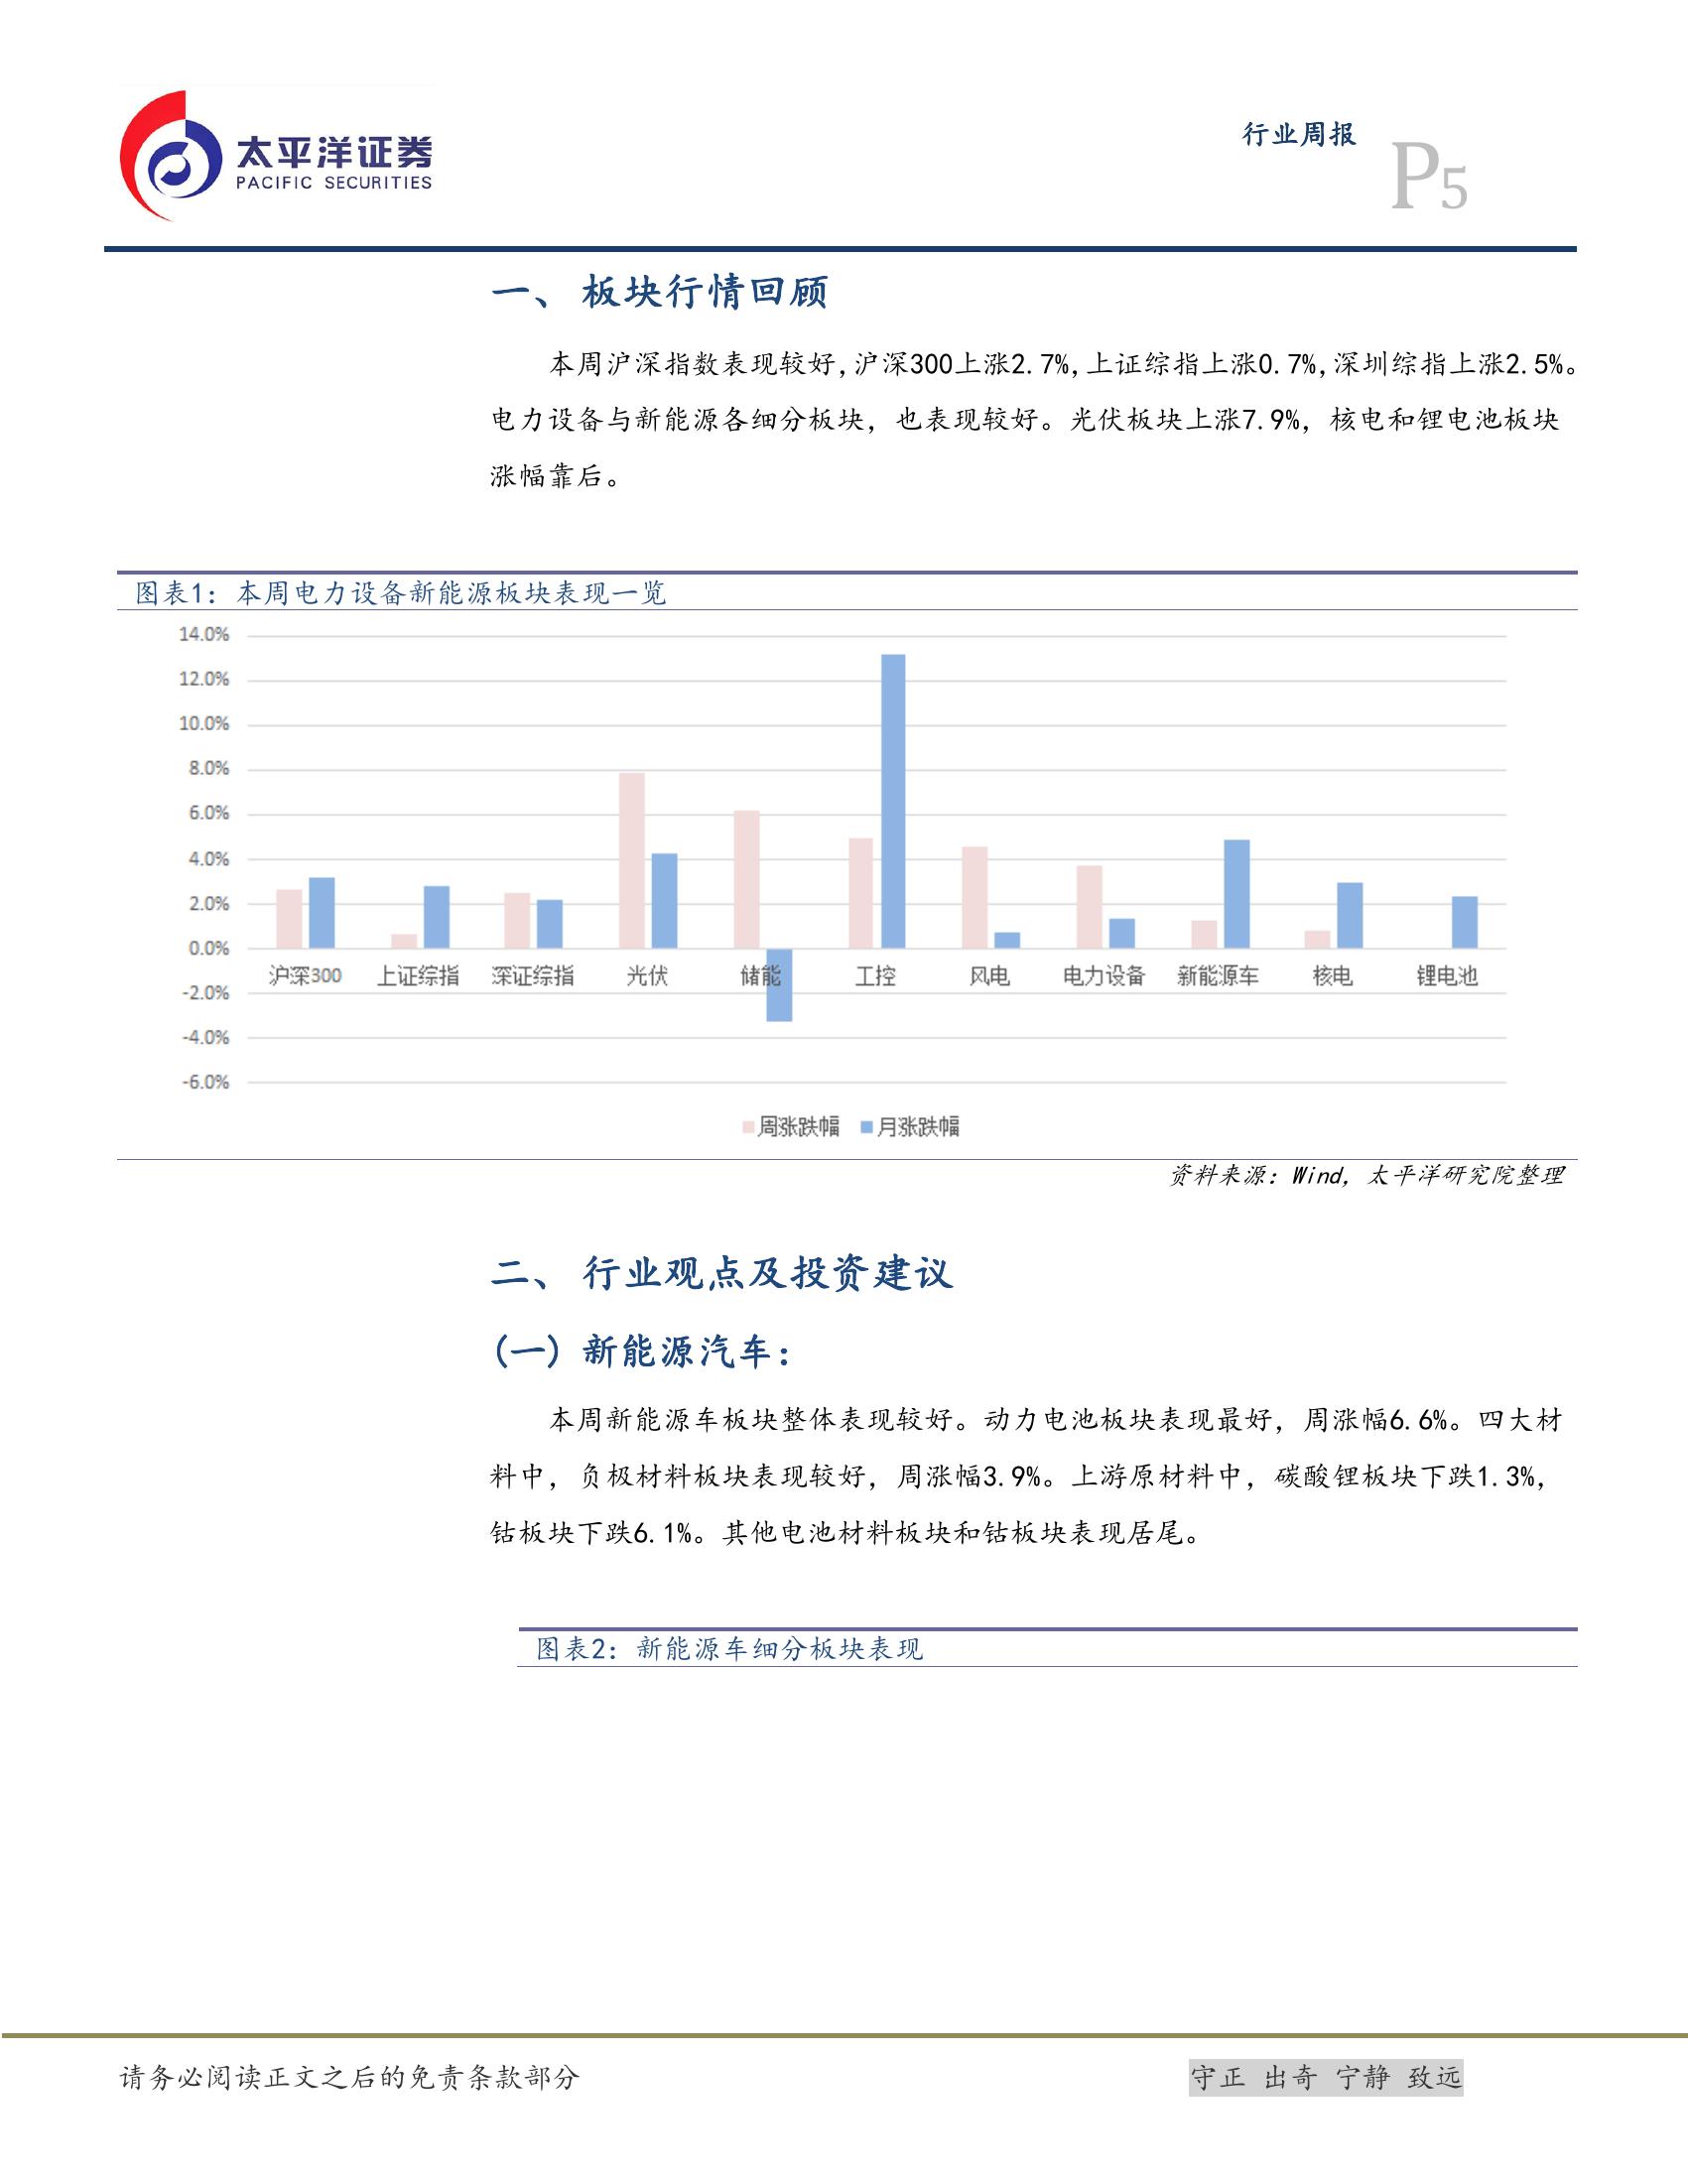 太平洋证券
PACIFIC SECURITIES
行业周报
P5
一、 板块行情回顾
本周沪深指数表现较好,沪深300上涨2.7%,上证综指上涨0.7%,深圳综指上涨2.5%。
电力设备与新能源各细分板块，也表现较好。光伏板块上涨7.9%，核电和锂电池板块
涨幅靠后。
图表1：本周电力设备新能源板块表现一览
14.0%
12.0%
10.0%
8.0%
6.0%
4.0%
2.0%
0.0%
-2.0%
-4.0%
-6.0%
沪深300 上证综指 深证综指 光伏 储能 工控 风电 电力设备 新能源车 核电 锂电池
周涨跌幅 月涨跌幅
资料来源：Wind，太平洋研究院整理
二、 行业观点及投资建议
(一) 新能源汽车：
本周新能源车板块整体表现较好。动力电池板块表现最好，周涨幅6.6%。四大材
料中，负极材料板块表现较好，周涨幅3.9%。上游原材料中，碳酸锂板块下跌1.3%，
钴板块下跌6.1%。其他电池材料板块和钴板块表现居尾。
图表2：新能源车细分板块表现
请务必阅读正文之后的免责条款部分
守正 出奇 宁静 致远